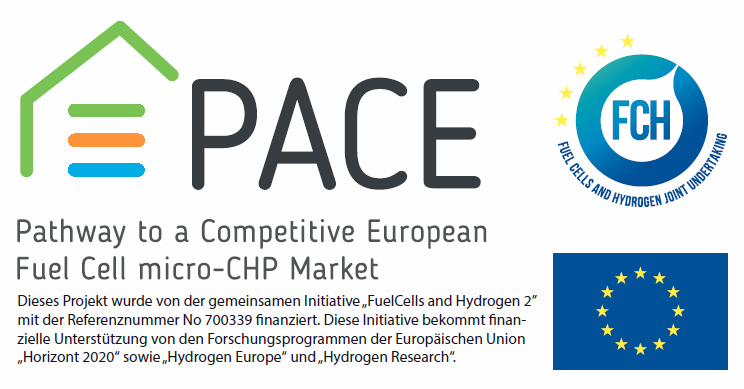 PACE
FCH
FUEL CELLS AND HYDROGEN JOINT UNDERTAKING
Pathway to a Competitive European
Fuel Cell micro-CHP Market
Dieses Projekt wurde von der gemeinsamen Initiative „FuelCells and Hydrogen 2”
mit der Referenznummer No 700339 finanziert. Diese Initiative bekommt finan-
zielle Unterstützung von den Forschungsprogrammen der Europäischen Union
„Horizont 2020“ sowie „Hydrogen Europe“ und „Hydrogen Research“.